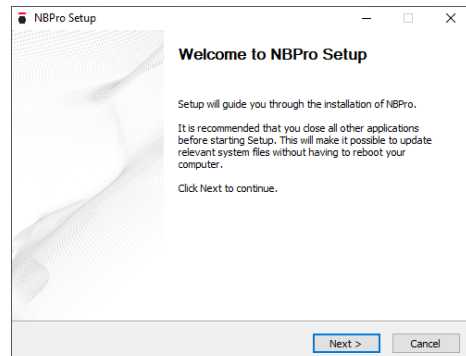 NBPro Setup
Welcome to NBPro Setup
Setup will guide you through the installation of NBPro.
It is recommended that you close all other applications
before starting Setup. This will make it possible to update
relevant system files without having to reboot your
computer.
Click Next to continue.
Next >
Cancel